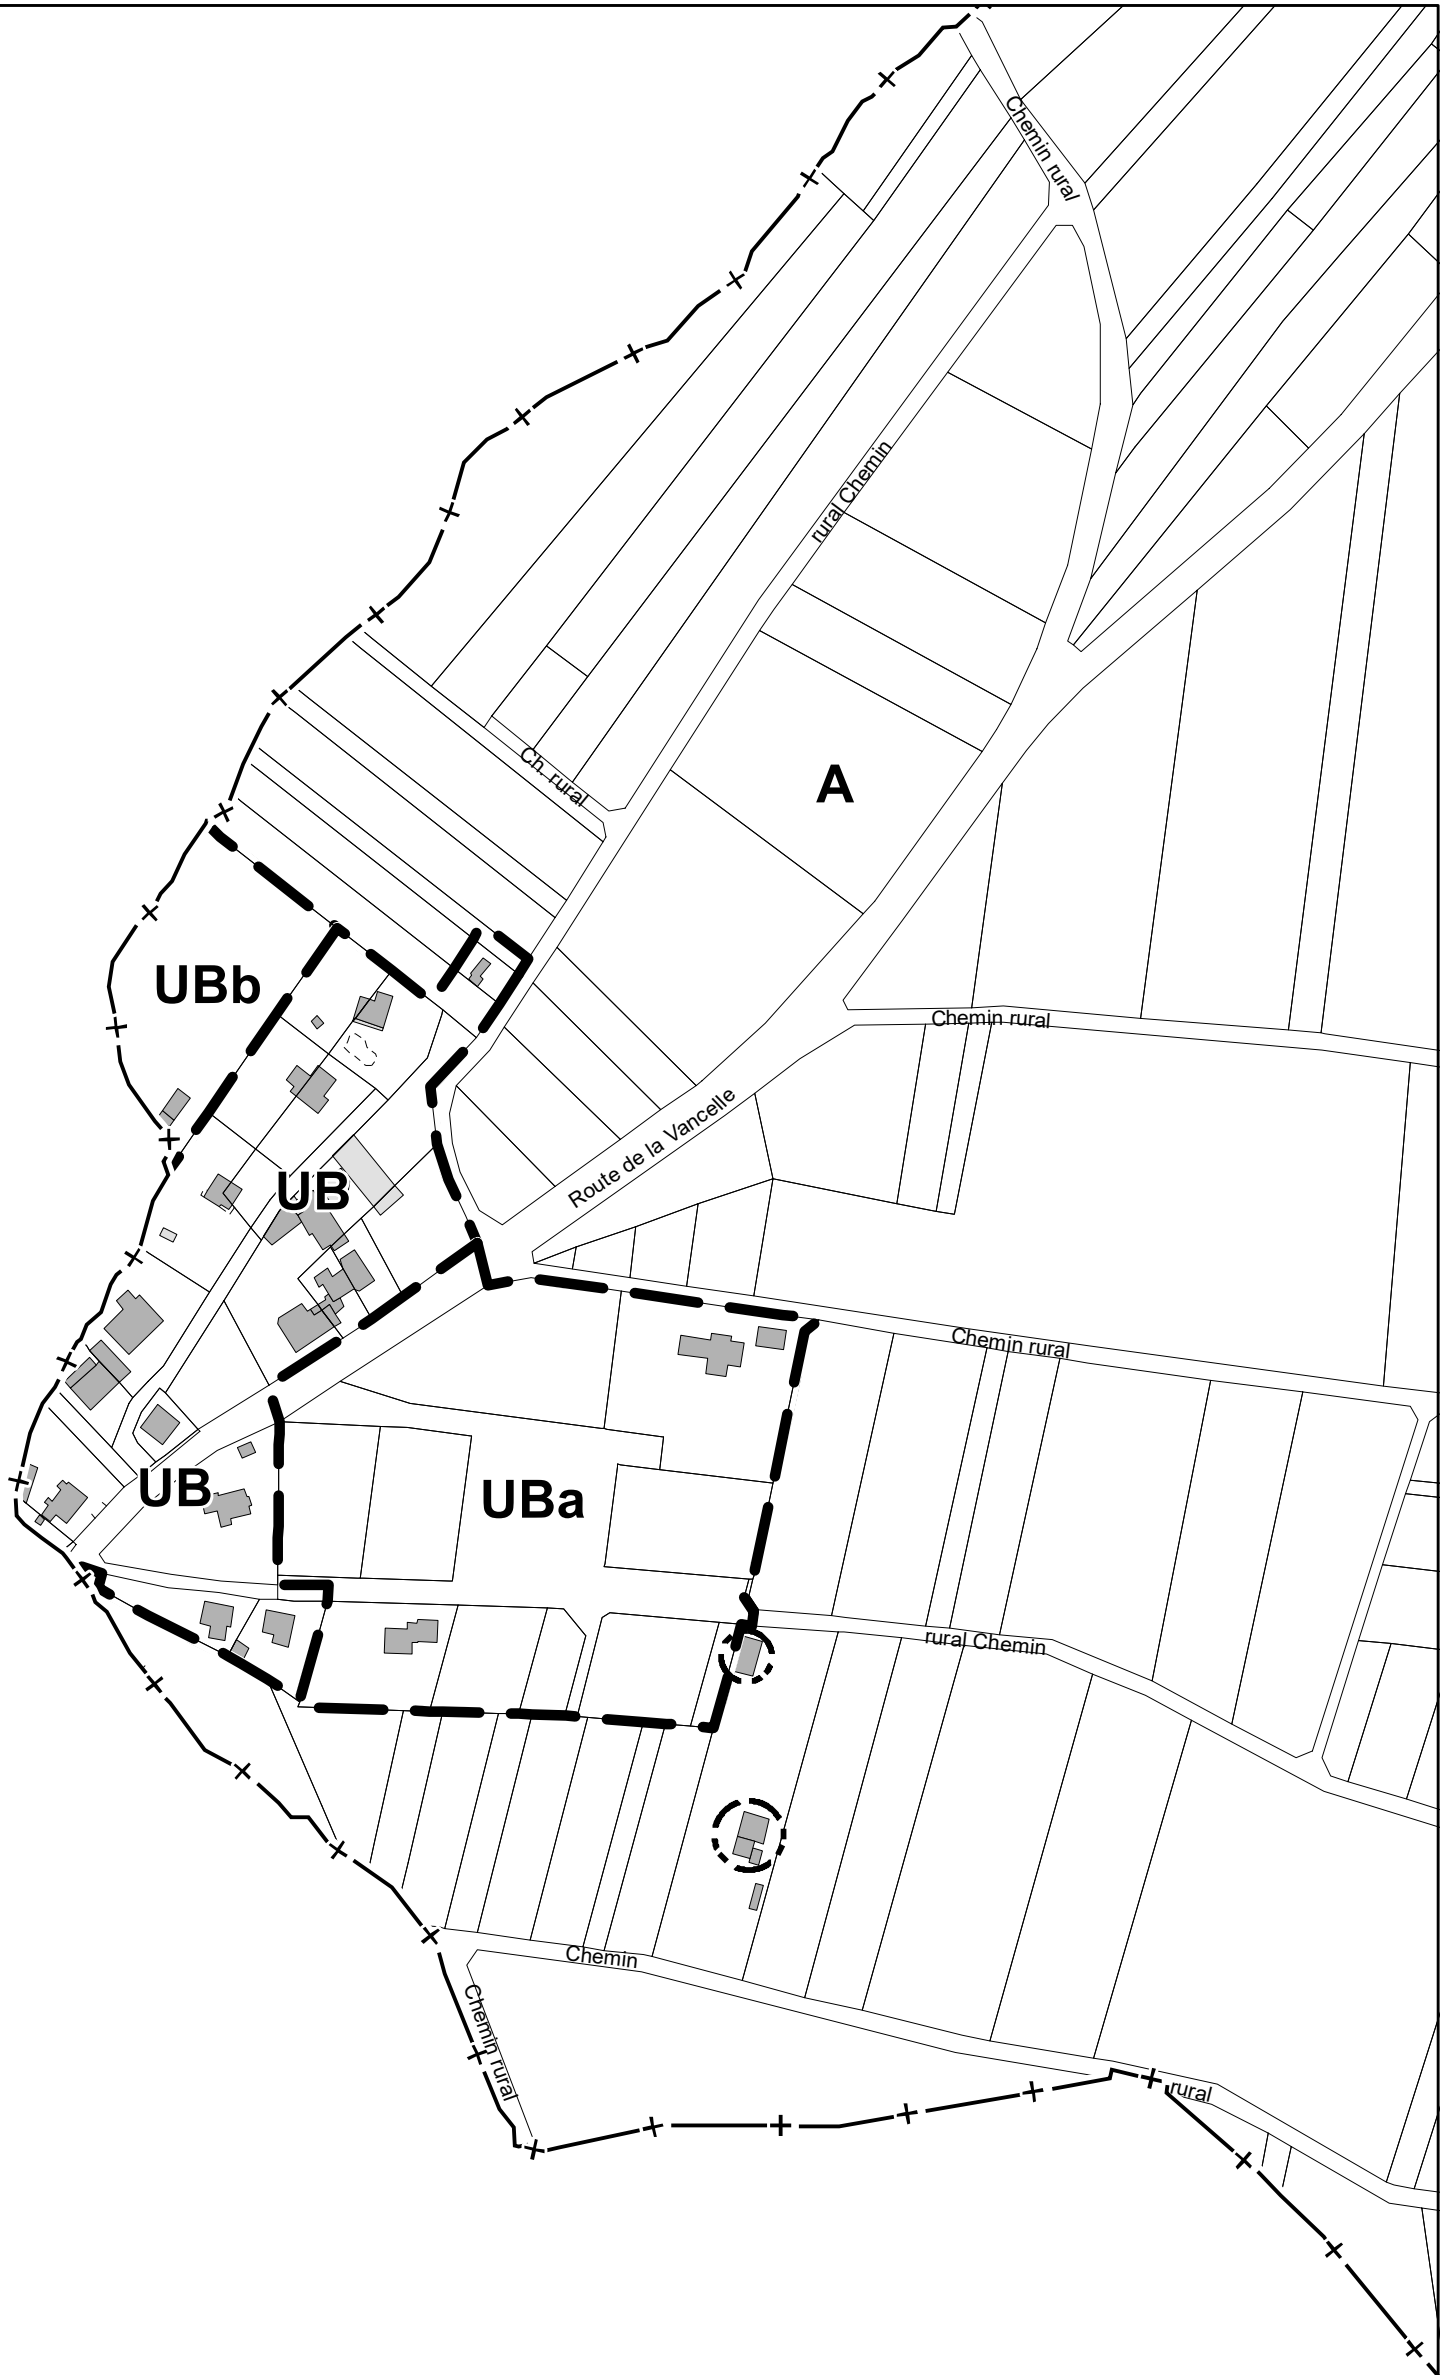 Chemin rural
rural Chemin
Ch. rural
A
UBb
Chemin rural
Route de la Vancelle
UB
Chemin rural
UB
UBa
rural Chemin
Chemin
Chemin rural
rural